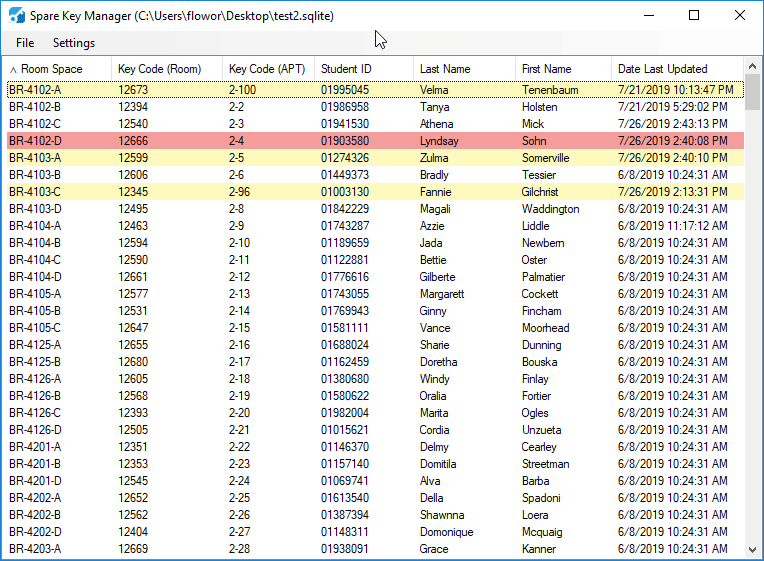 Spare Key Manager (C:\Users\flowor\Desktop\test2.sqlite)
File Settings
Room Space Key Code (Room) Key Code (APT) Student ID Last Name First Name Date Last Updated
BR-4102-A 12673 2-100 01995045 Velma Tenenbaum 7/21/2019 10:13:47 PM
BR-4102-B 12394 2-2 01986958 Tanya Holsten 7/21/2019 5:29:02 PM
BR-4102-C 12540 2-3 01941530 Athena Mick 7/26/2019 2:43:13 PM
BR-4102-D 12666 2-4 01903580 Lyndsay Sohn 7/26/2019 2:40:08 PM
BR-4103-A 12599 2-5 01274326 Zulma Somerville 7/26/2019 2:40:10 PM
BR-4103-B 12606 2-6 01449373 Bradly Tessier 6/8/2019 10:24:31 AM
BR-4103-C 12345 2-96 01003130 Fannie Gilchrist 7/26/2019 2:13:31 PM
BR-4103-D 12495 2-8 01842229 Magali Waddington 6/8/2019 10:24:31 AM
BR-4104-A 12463 2-9 01743287 Azzie Liddle 6/8/2019 11:17:12 AM
BR-4104-B 12594 2-10 01189659 Jada Newbern 6/8/2019 10:24:31 AM
BR-4104-C 12590 2-11 01122881 Bettie Oster 6/8/2019 10:24:31 AM
BR-4104-D 12661 2-12 01776616 Gilberte Palmatier 6/8/2019 10:24:31 AM
BR-4105-A 12577 2-13 01743055 Margarett Cockett 6/8/2019 10:24:31 AM
BR-4105-B 12531 2-14 01769943 Ginny Fincham 6/8/2019 10:24:31 AM
BR-4105-C 12647 2-15 01581111 Vance Moorhead 6/8/2019 10:24:31 AM
BR-4125-A 12655 2-16 01688024 Sharie Dunning 6/8/2019 10:24:31 AM
BR-4125-B 12680 2-17 01162459 Doretha Bouska 6/8/2019 10:24:31 AM
BR-4126-A 12605 2-18 01380680 Windy Finlay 6/8/2019 10:24:31 AM
BR-4126-B 12568 2-19 01580622 Oralia Fortier 6/8/2019 10:24:31 AM
BR-4126-C 12393 2-20 01982004 Marita Ogles 6/8/2019 10:24:31 AM
BR-4126-D 12505 2-21 01015621 Cordia Unzueta 6/8/2019 10:24:31 AM
BR-4201-A 12351 2-22 01146370 Delmy Cearley 6/8/2019 10:24:31 AM
BR-4201-B 12353 2-23 01157140 Domitila Streetman 6/8/2019 10:24:31 AM
BR-4201-D 12545 2-24 01069741 Alva Barba 6/8/2019 10:24:31 AM
BR-4202-A 12652 2-25 01613540 Della Spadoni 6/8/2019 10:24:31 AM
BR-4202-B 12362 2-26 01387394 Shawnna Loera 6/8/2019 10:24:31 AM
BR-4202-D 12404 2-27 01148311 Domonique Mcquaig 6/8/2019 10:24:31 AM
BR-4203-A 12669 2-28 01938091 Grace Kanner 6/8/2019 10:24:31 AM